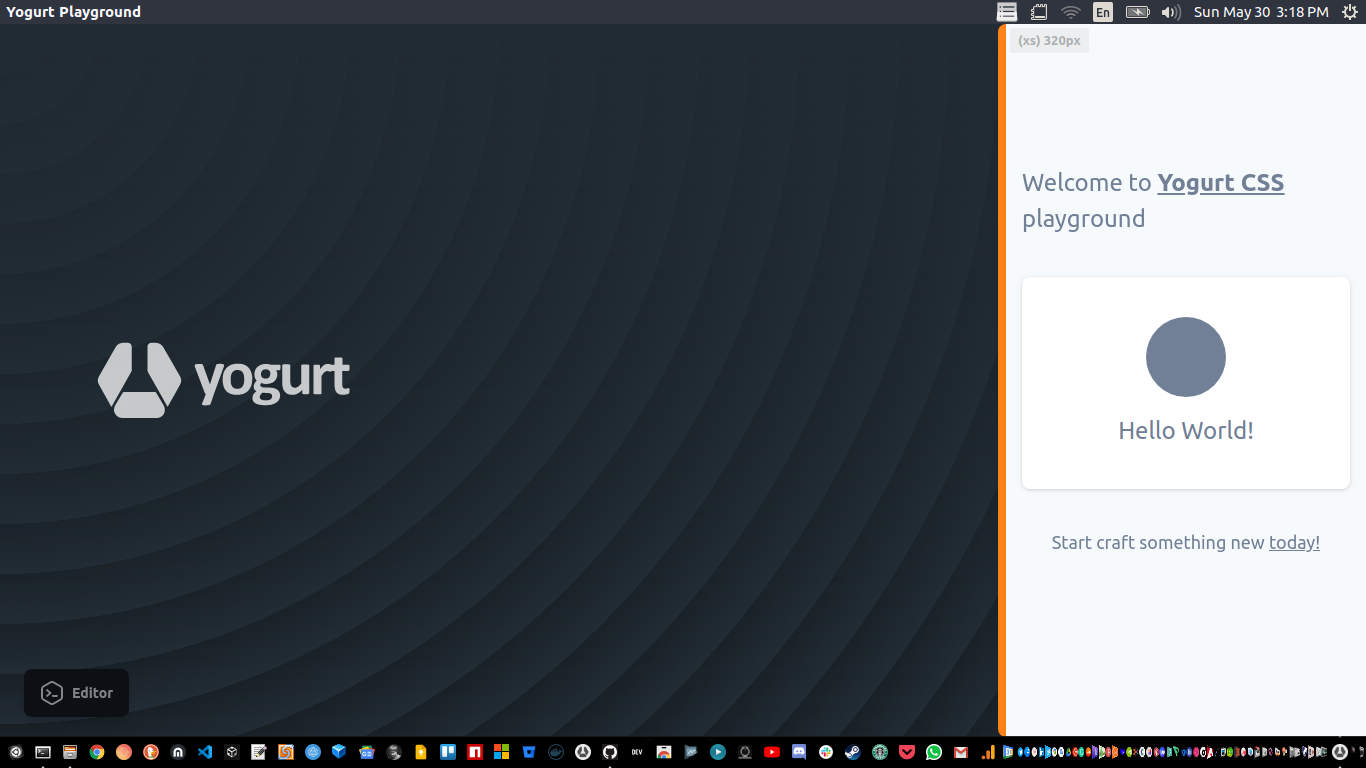 Yogurt Playground
En
Sun May 30 3:18 PM
(xs) 320px
Welcome to Yogurt CSS
playground
yogurt
Hello World!
Start craft something new today!
Editor
DEV